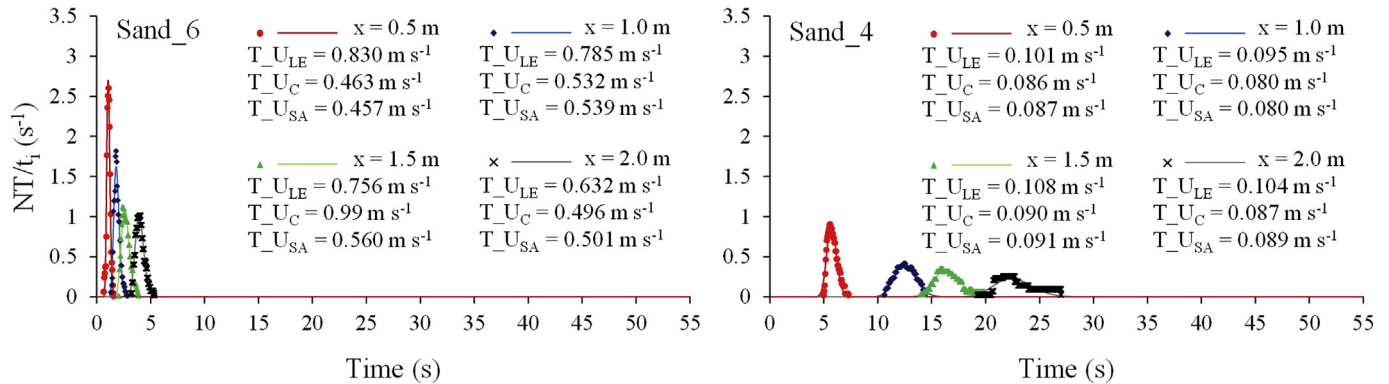 Sand_6
x = 0.5 m
T_U_LE = 0.830 m s-1
T_U_C = 0.463 m s-1
T_U_SA = 0.457 m s-1
x = 1.0 m
T_U_LE = 0.785 m s-1
T_U_C = 0.532 m s-1
T_U_SA = 0.539 m s-1
x = 1.5 m
T_U_LE = 0.756 m s-1
T_U_C = 0.99 m s-1
T_U_SA = 0.560 m s-1
x = 2.0 m
T_U_LE = 0.632 m s-1
T_U_C = 0.496 m s-1
T_U_SA = 0.501 m s-1
NT/ti (s-1)
3
2.5
2
1.5
1
0.5
0
0 5 10 15 20 25 30 35 40 45 50 55
Time (s)
Sand_4
x = 0.5 m
T_U_LE = 0.101 m s-1
T_U_C = 0.086 m s-1
T_U_SA = 0.087 m s-1
x = 1.0 m
T_U_LE = 0.095 m s-1
T_U_C = 0.080 m s-1
T_U_SA = 0.080 m s-1
x = 1.5 m
T_U_LE = 0.108 m s-1
T_U_C = 0.090 m s-1
T_U_SA = 0.091 m s-1
x = 2.0 m
T_U_LE = 0.104 m s-1
T_U_C = 0.087 m s-1
T_U_SA = 0.089 m s-1
3
2.5
2
1.5
1
0.5
0
0 5 10 15 20 25 30 35 40 45 50 55
Time (s)